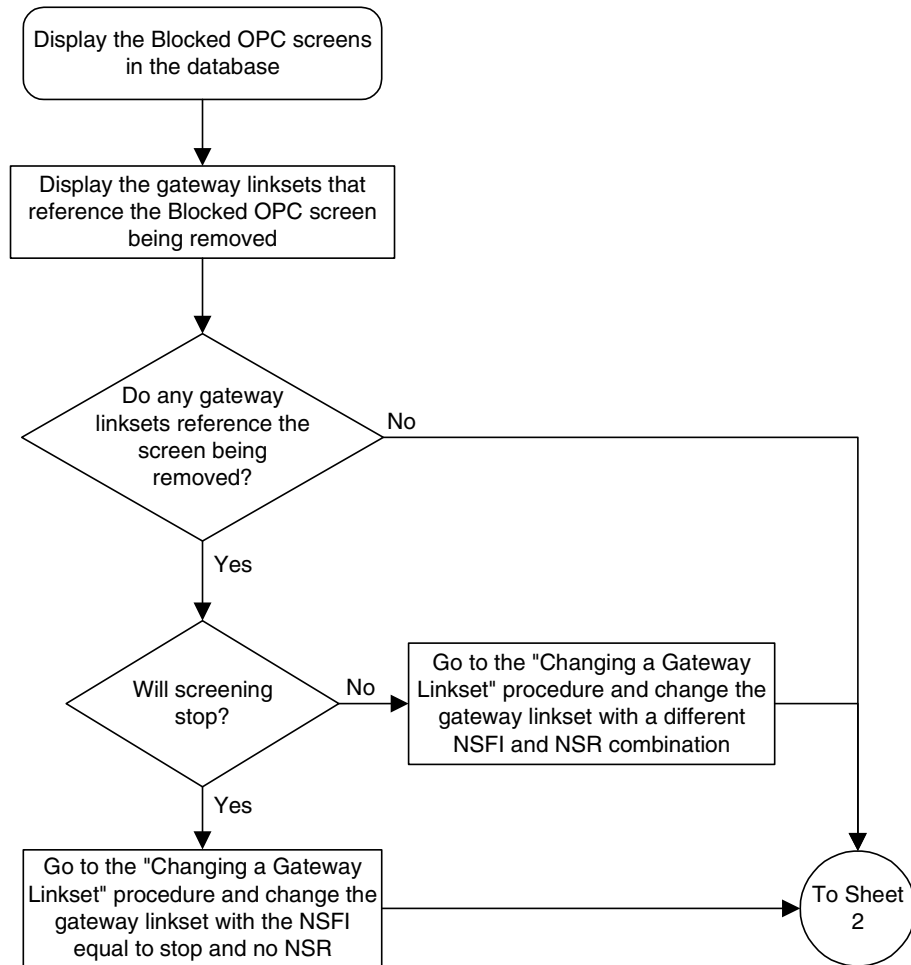 Display the Blocked OPC screens
in the database
Display the gateway linksets that
reference the Blocked OPC screen
being removed
Do any gateway
linksets reference the
screen being
removed?
No
Yes
Will screening
stop?
No
Go to the "Changing a Gateway
Linkset" procedure and change the
gateway linkset with a different
NSFI and NSR combination
Yes
Go to the "Changing a Gateway
Linkset" procedure and change the
gateway linkset with the NSFI
equal to stop and no NSR
To Sheet
2